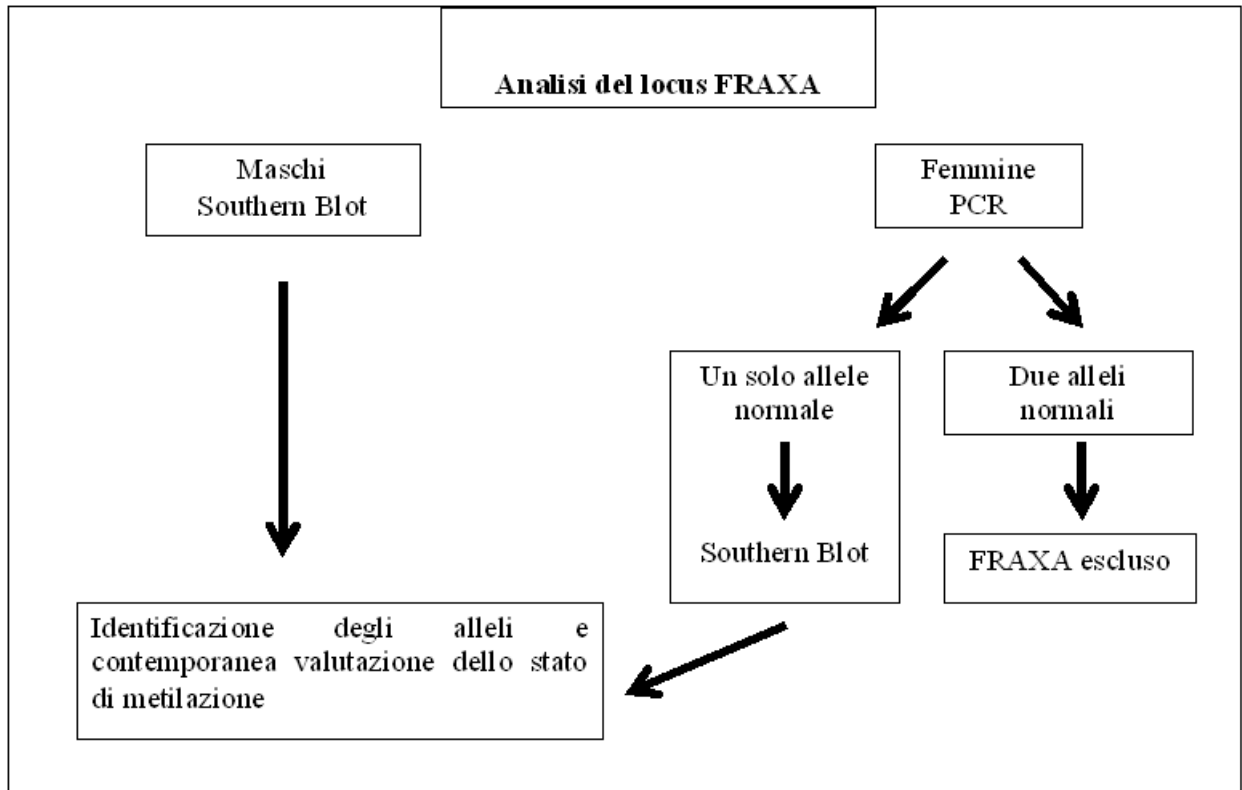 Analisi del locus FRAXA
Maschi
Southern Blot
Femmine
PCR
Un solo allele
normale
Southern Blot
Due alleli
normali
FRAXA escluso
Identificazione degli alleli e
contemporanea valutazione dello stato
di metilazione